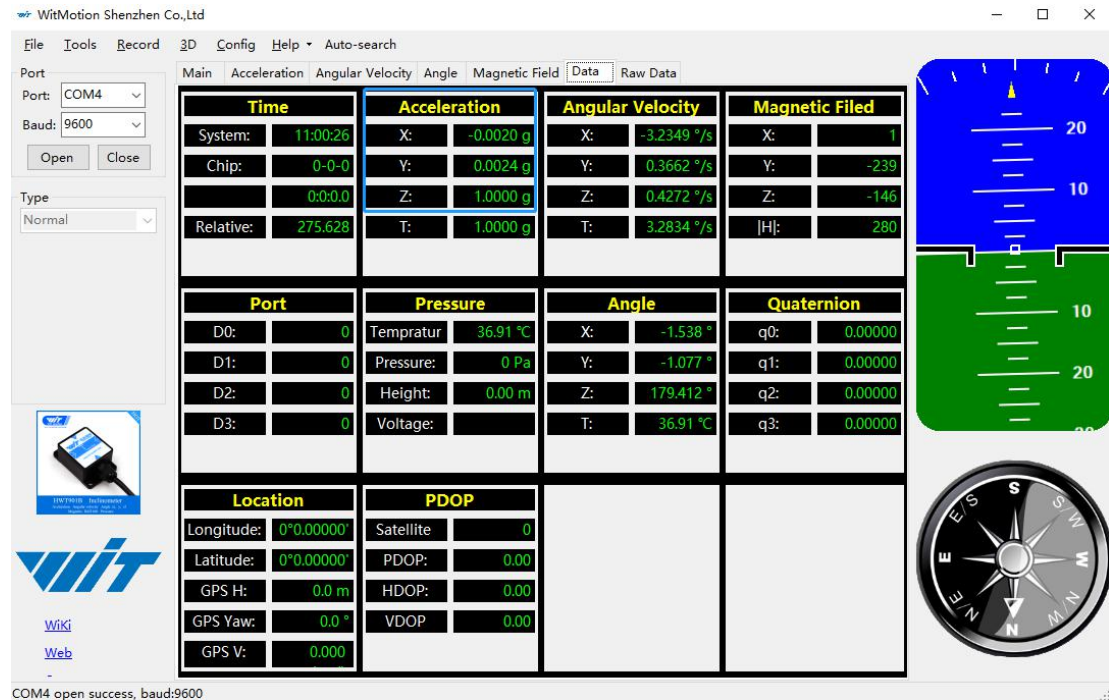 WitMotion Shenzhen Co.,Ltd
File Tools Record 3D Config Help Auto-search
Port
Port: COM4
Baud: 9600
Open Close
Type
Normal
HWT901B Inclinometer
WIT
WiKi
Web
Main Acceleration Angular Velocity Angle Magnetic Field Data Raw Data
Time
System: 11:00:26
Chip: 0-0-0
0:0:0.0
Relative: 275.628
Acceleration
X: -0.0020 g
Y: 0.0024 g
Z: 1.0000 g
T: 1.0000 g
Angular Velocity
X: -3.2349 °/s
Y: 0.3662 °/s
Z: 0.4272 °/s
T: 3.2834 °/s
Magnetic Filed
X: 1
Y: -239
Z: -146
|H|: 280
Port
D0: 0
D1: 0
D2: 0
D3: 0
Pressure
Tempratur 36.91 ℃
Pressure: 0 Pa
Height: 0.00 m
Voltage:
Angle
X: -1.538 °
Y: -1.077 °
Z: 179.412 °
T: 36.91 ℃
Quaternion
q0: 0.00000
q1: 0.00000
q2: 0.00000
q3: 0.00000
Location
Longitude: 0°0.00000'
Latitude: 0°0.00000'
GPS H: 0.0 m
GPS Yaw: 0.0 °
GPS V: 0.000
PDOP
Satellite 0
PDOP: 0.00
HDOP: 0.00
VDOP 0.00
20
10
10
20
S
S/W
W
N/W
N
W/N
E
E/S
COM4 open success, baud:9600